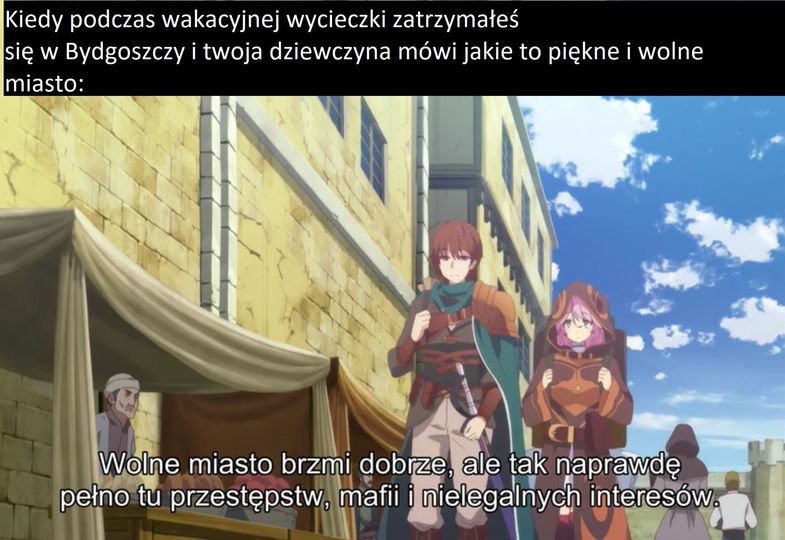 Kiedy podczas wakacyjnej wycieczki zatrzymałeś
się w Bydgoszczy i twoja dziewczyna mówi jakie to piękne i wolne
miasto:
Wolne miasto brzmi dobrze, ale tak naprawdę
pełno tu przestępstw, mafii i nielegalnych interesów.